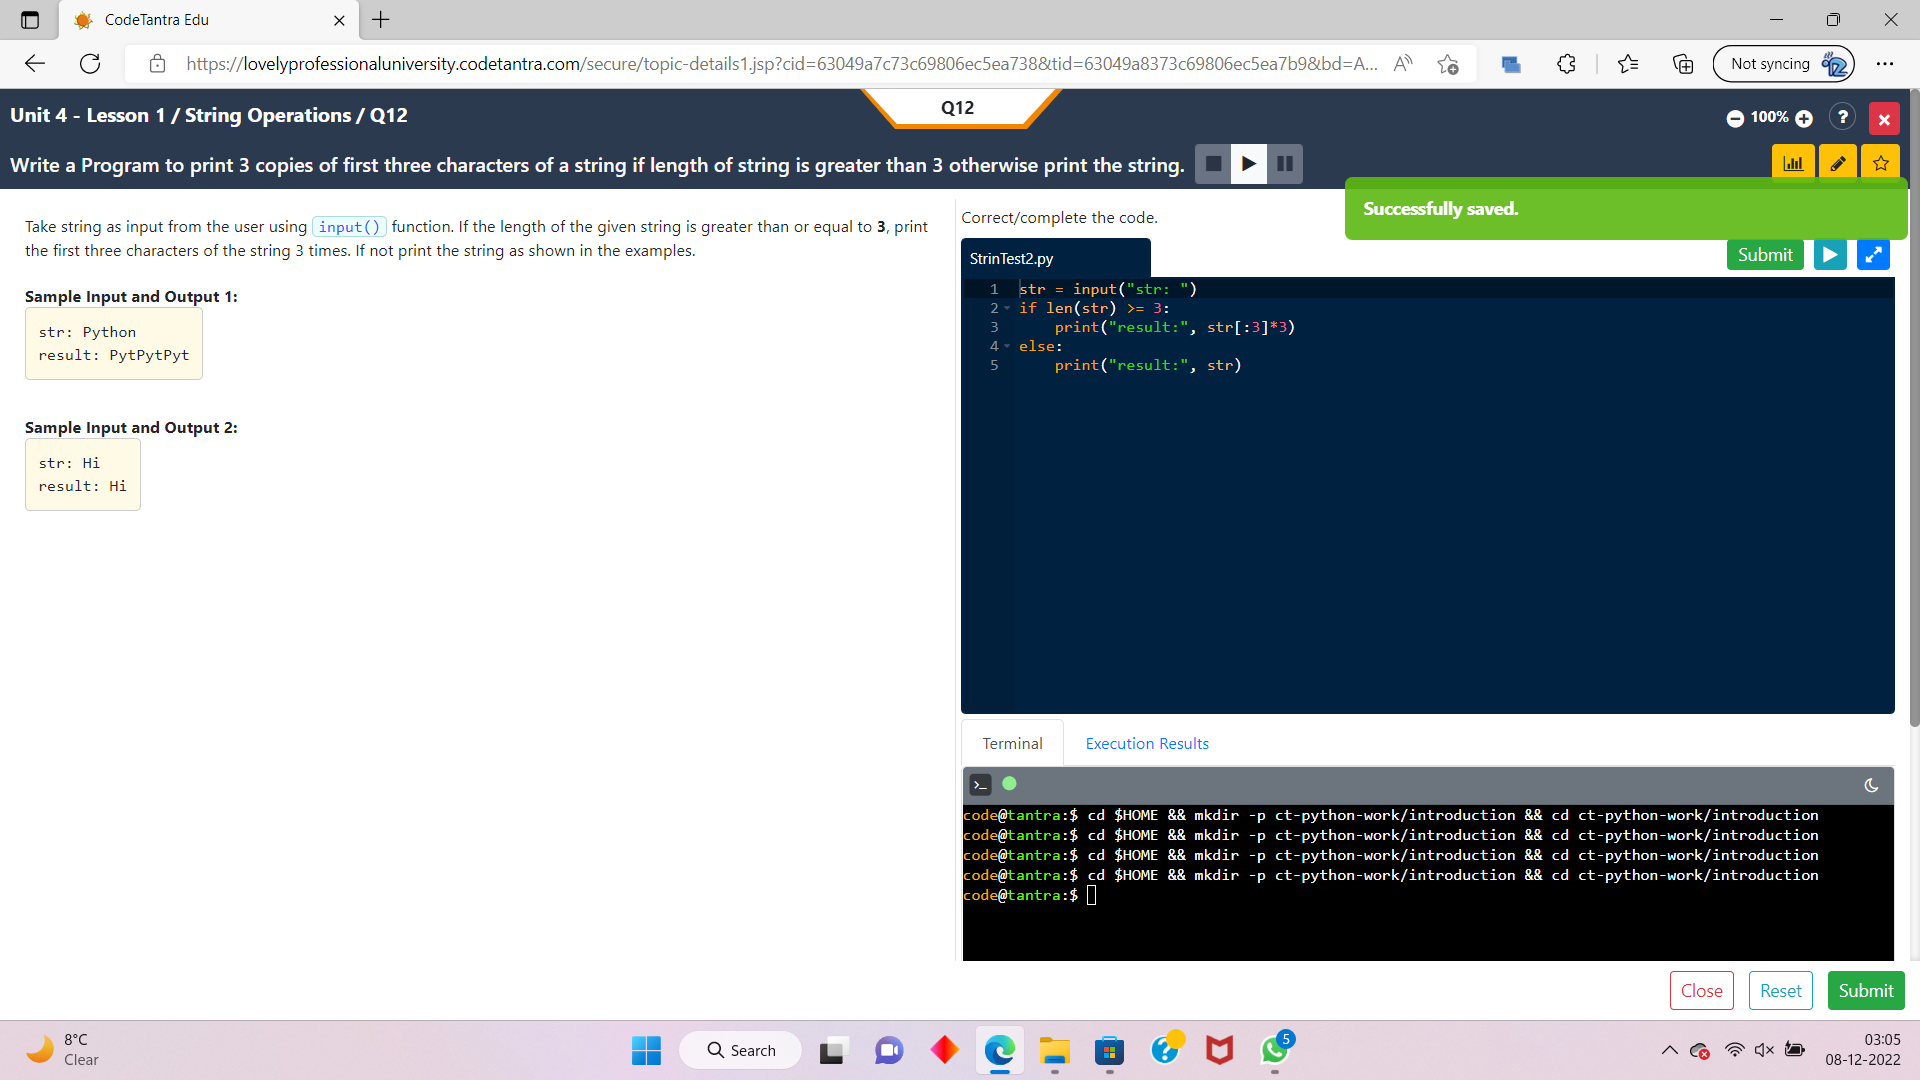 CodeTantra Edu
https://lovelyprofessionaluniversity.codetantra.com/secure/topic-details1.jsp?cid=63049a7c73c69806ec5ea738&tid=63049a8373c69806ec5ea7b9&bd=A...
Not syncing
Unit 4 - Lesson 1 / String Operations / Q12
Q12
100%
?
Write a Program to print 3 copies of first three characters of a string if length of string is greater than 3 otherwise print the string.
Successfully saved.
Take string as input from the user using input() function. If the length of the given string is greater than or equal to 3, print
the first three characters of the string 3 times. If not print the string as shown in the examples.
Sample Input and Output 1:
str: Python
result: PytPytPyt
Sample Input and Output 2:
str: Hi
result: Hi
Correct/complete the code.
StrinTest2.py
Submit
1 str = input("str: ")
2 if len(str) >= 3:
3     print("result:", str[:3]*3)
4 else:
5     print("result:", str)
Terminal
Execution Results
code@tantra:$ cd $HOME && mkdir -p ct-python-work/introduction && cd ct-python-work/introduction
code@tantra:$ cd $HOME && mkdir -p ct-python-work/introduction && cd ct-python-work/introduction
code@tantra:$ cd $HOME && mkdir -p ct-python-work/introduction && cd ct-python-work/introduction
code@tantra:$ cd $HOME && mkdir -p ct-python-work/introduction && cd ct-python-work/introduction
code@tantra:$
Close
Reset
Submit
8°C
Clear
Search
5
03:05
08-12-2022